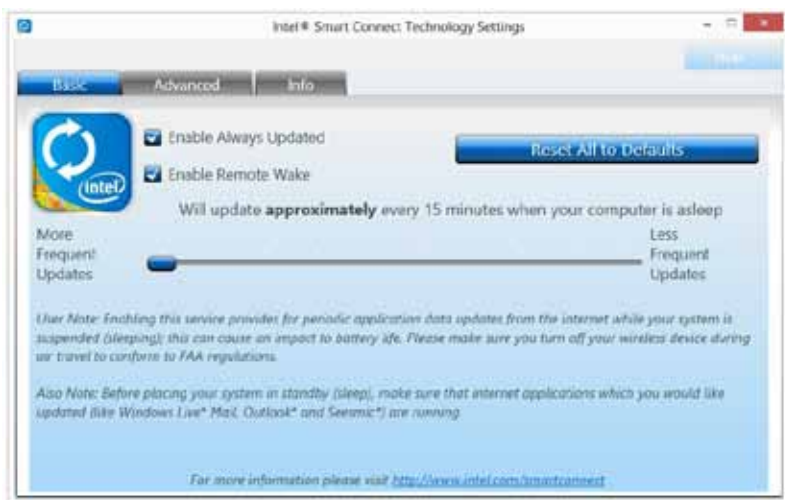 Intel® Smart Connect Technology Settings
Help
Basic Advanced Info
Enable Always Updated
Reset All to Defaults
(intel)
Enable Remote Wake
Will update approximately every 15 minutes when your computer is asleep
More
Frequent
Updates
Less
Frequent
Updates
User Note: Enabling this service provides for periodic application data updates from the internet while your system is
suspended (sleeping); this can cause an impact to battery life. Please make sure you turn off your wireless device during
air travel to conform to FAA regulations.
Also Note: Before placing your system in standby (sleep), make sure that internet applications which you would like
updated (like Windows Live* Mail, Outlook* and Seesmic*) are running.
For more information please visit http://www.intel.com/smartconnect